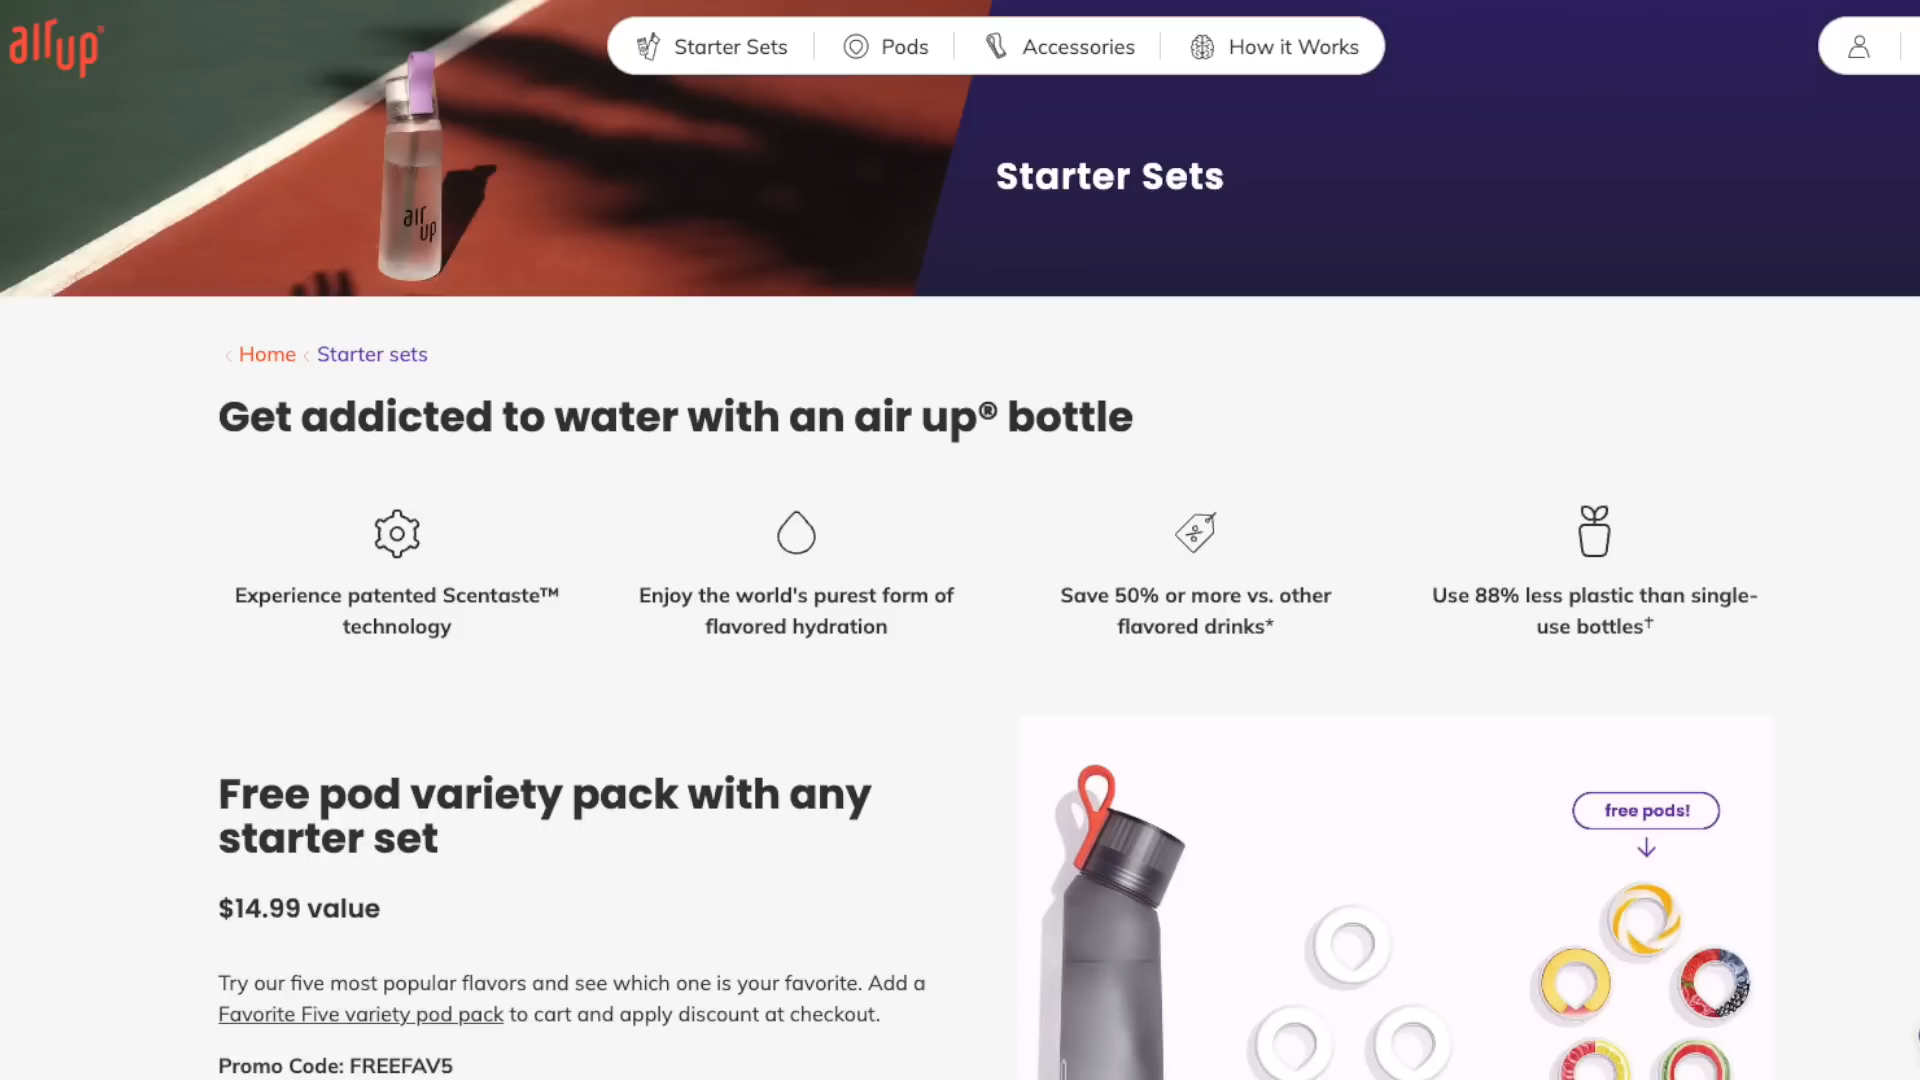 air up®
Starter Sets
Pods
Accessories
How it Works
air up
Starter Sets
Home
Starter sets
Get addicted to water with an air up® bottle
Experience patented Scentaste™
technology
Enjoy the world's purest form of
flavored hydration
Save 50% or more vs. other
flavored drinks*
Use 88% less plastic than single-
use bottles†
Free pod variety pack with any
starter set
$14.99 value
Try our five most popular flavors and see which one is your favorite. Add a
Favorite Five variety pod pack to cart and apply discount at checkout.
Promo Code: FREEFAV5
free pods!